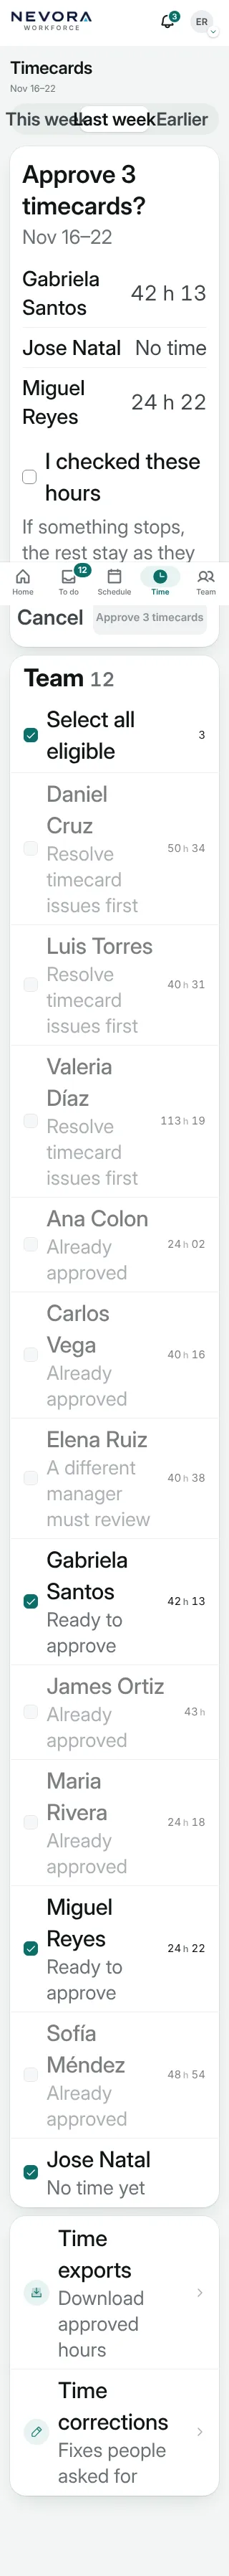 NEVORA
WORKFORCE
3
ER
Timecards
Nov 16–22
This week
Last week
Earlier
Approve 3
timecards?
Nov 16–22
Gabriela
Santos
42 h 13
Jose Natal
No time
Miguel
Reyes
24 h 22
I checked these
hours
If something stops,
the rest stay as they
12
Home
To do
Schedule
Time
Team
Cancel
Approve 3 timecards
Team 12
Select all
eligible
3
Daniel
Cruz
Resolve
timecard
issues first
50 h 34
Luis Torres
Resolve
timecard
issues first
40 h 31
Valeria
Díaz
Resolve
timecard
issues first
113 h 19
Ana Colon
Already
approved
24 h 02
Carlos
Vega
Already
approved
40 h 16
Elena Ruiz
A different
manager
must review
40 h 38
Gabriela
Santos
Ready to
approve
42 h 13
James Ortiz
Already
approved
43 h
Maria
Rivera
Already
approved
24 h 18
Miguel
Reyes
Ready to
approve
24 h 22
Sofía
Méndez
Already
approved
48 h 54
Jose Natal
No time yet
Time
exports
Download
approved
hours
Time
corrections
Fixes people
asked for